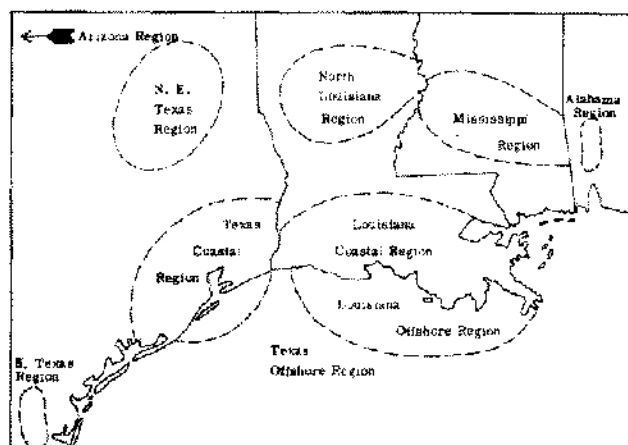 Arizona Region
N. E.
Texas
Region
North
Louisiana
Region
Mississippi
Region
Alabama
Region
Texas
Coastal
Region
Louisiana
Coastal Region
Louisiana
Offshore Region
Texas
Offshore Region
S. Texas
Region